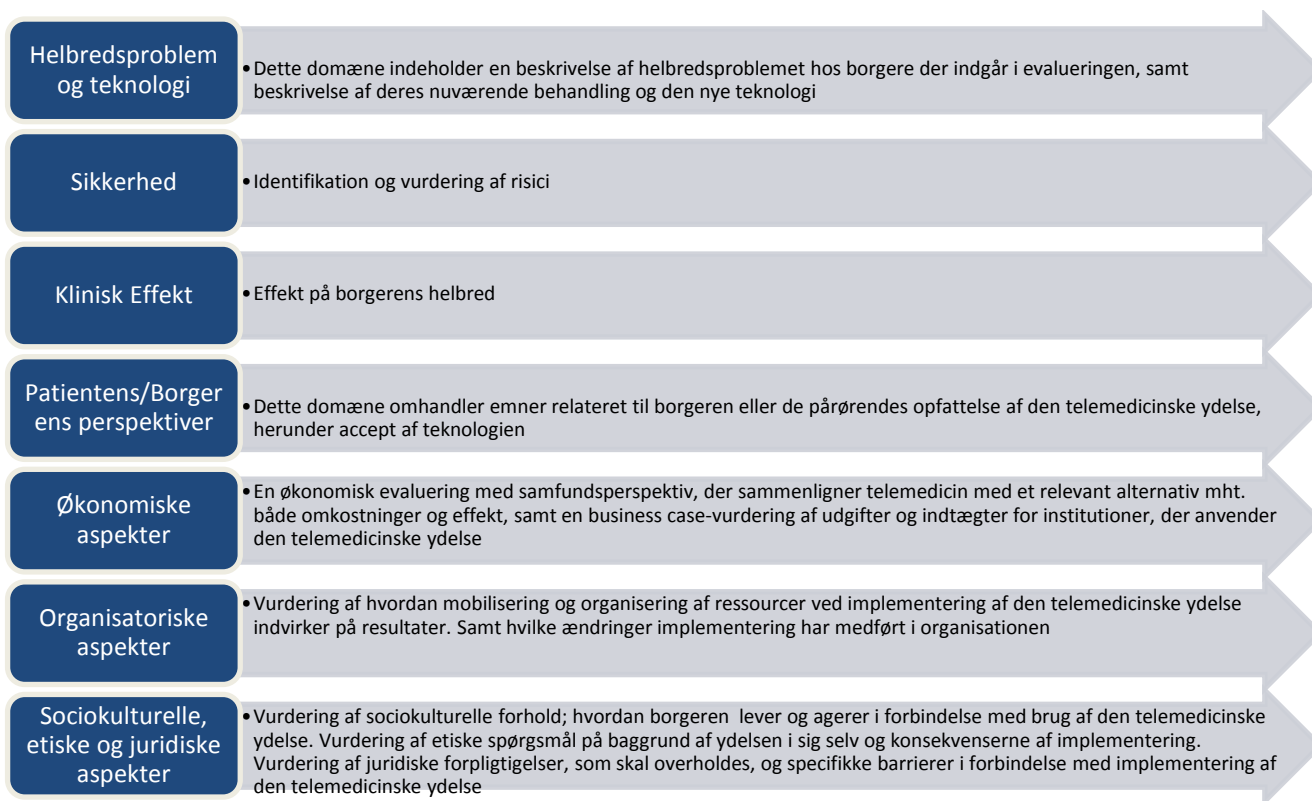 Helbredsproblem
og teknologi
• Dette domæne indeholder en beskrivelse af helbredsproblemet hos borgere der indgår i evalueringen, samt
beskrivelse af deres nuværende behandling og den nye teknologi
Sikkerhed
• Identifikation og vurdering af risici
Klinisk Effekt
• Effekt på borgerens helbred
Patientens/Borger
ens perspektiver
• Dette domæne omhandler emner relateret til borgeren eller de pårørendes opfattelse af den telemedicinske ydelse,
herunder accept af teknologien
Økonomiske
aspekter
• En økonomisk evaluering med samfundsperspektiv, der sammenligner telemedicin med et relevant alternativ mht.
både omkostninger og effekt, samt en business case-vurdering af udgifter og indtægter for institutioner, der anvender
den telemedicinske ydelse
Organisatoriske
aspekter
• Vurdering af hvordan mobilisering og organisering af ressourcer ved implementering af den telemedicinske ydelse
indvirker på resultater. Samt hvilke ændringer implementering har medført i organisationen
Sociokulturelle,
etiske og juridiske
aspekter
• Vurdering af sociokulturelle forhold; hvordan borgeren lever og agerer i forbindelse med brug af den telemedicinske
ydelse. Vurdering af etiske spørgsmål på baggrund af ydelsen i sig selv og konsekvenserne af implementering.
Vurdering af juridiske forpligtigelser, som skal overholdes, og specifikke barrierer i forbindelse med implementering af
den telemedicinske ydelse